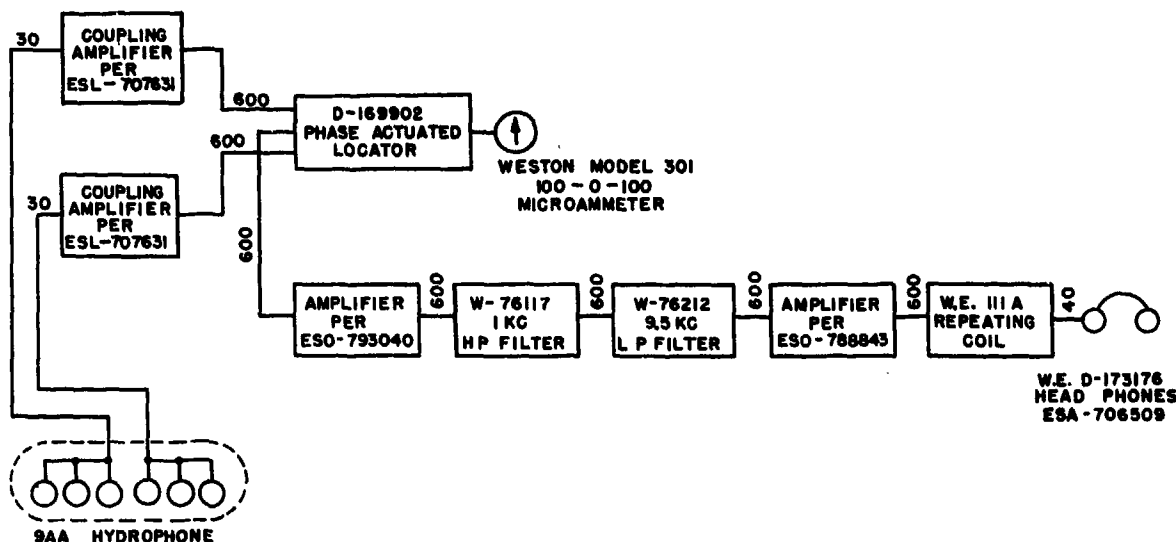 30
COUPLING
AMPLIFIER
PER
ESL-707631
600
D-169902
PHASE ACTUATED
LOCATOR
WESTON MODEL 301
100-0-100
MICROAMMETER
30
COUPLING
AMPLIFIER
PER
ESL-707631
600
600
AMPLIFIER
PER
ESO-793040
600
W-76117
1 KC
HP FILTER
600
W-76212
9.5 KC
L P FILTER
600
AMPLIFIER
PER
ESO-788843
600
W.E. 111 A
REPEATING
COIL
40
W.E. D-173176
HEAD PHONES
ESA-706509
9AA HYDROPHONE